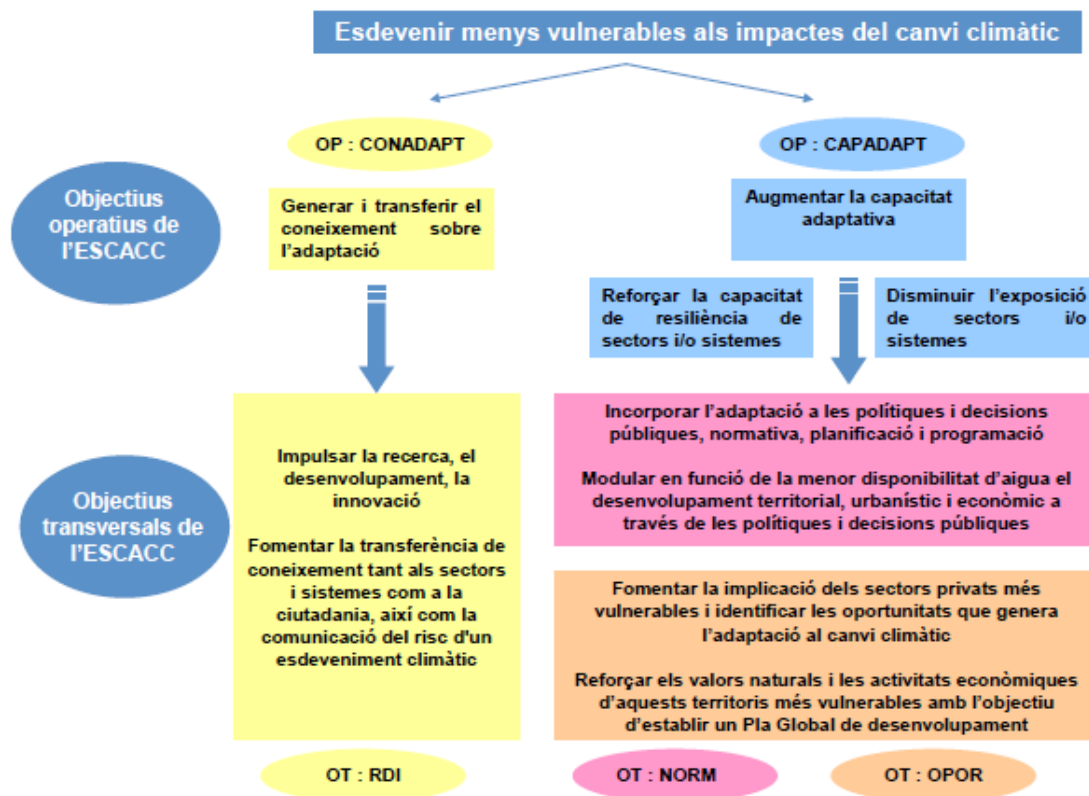 Esdevenir menys vulnerables als impactes del canvi climàtic
OP : CONADAPT
OP : CAPADAPT
Objectius
operatius de
l'ESCACC
Generar i transferir el
coneixement sobre
l'adaptació
Augmentar la capacitat
adaptativa
Reforçar la capacitat
de resiliència de
sectors i/o sistemes
Disminuir l'exposició
de sectors i/o
sistemes
Objectius
transversals de
l'ESCACC
Impulsar la recerca, el
desenvolupament, la
innovació
Fomentar la transferència de
coneixement tant als sectors
i sistemes com a la
ciutadania, així com la
comunicació del risc d'un
esdeveniment climàtic
Incorporar l'adaptació a les polítiques i decisions
públiques, normativa, planificació i programació
Modular en funció de la menor disponibilitat d'aigua el
desenvolupament territorial, urbanístic i econòmic a
través de les polítiques i decisions públiques
Fomentar la implicació dels sectors privats més
vulnerables i identificar les oportunitats que genera
l'adaptació al canvi climàtic
Reforçar els valors naturals i les activitats econòmiques
d'aquests territoris més vulnerables amb l'objectiu
d'establir un Pla Global de desenvolupament
OT : RDI
OT : NORM
OT : OPOR